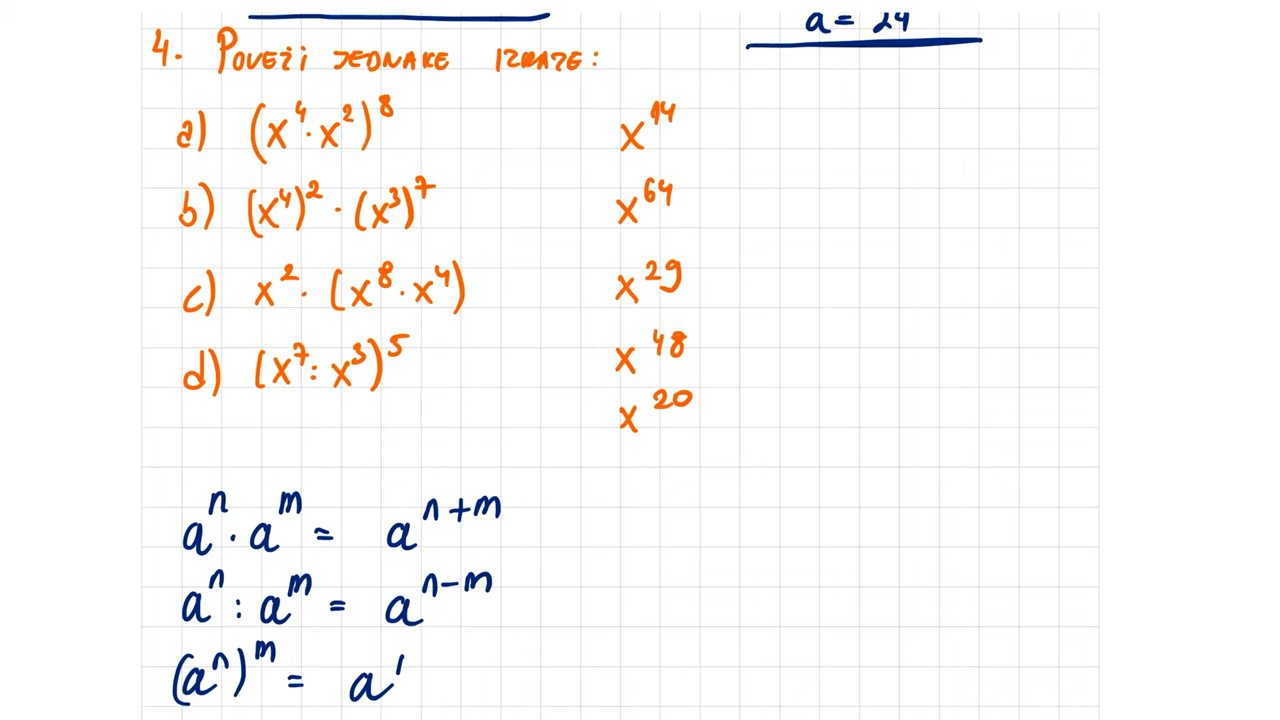 a = 24
4. POVEŽI JEDNAKE IZRAZE:
a) (x⁴ · x²)⁸ x¹⁴
b) (x⁴)² · (x³)⁷ x⁶⁴
c) x² · (x⁸ · x⁴) x²⁹
d) (x⁷ : x³)⁵ x⁴⁸
x²⁰
aⁿ · aᵐ = aⁿ⁺ᵐ
aⁿ : aᵐ = aⁿ⁻ᵐ
(aⁿ)ᵐ = a